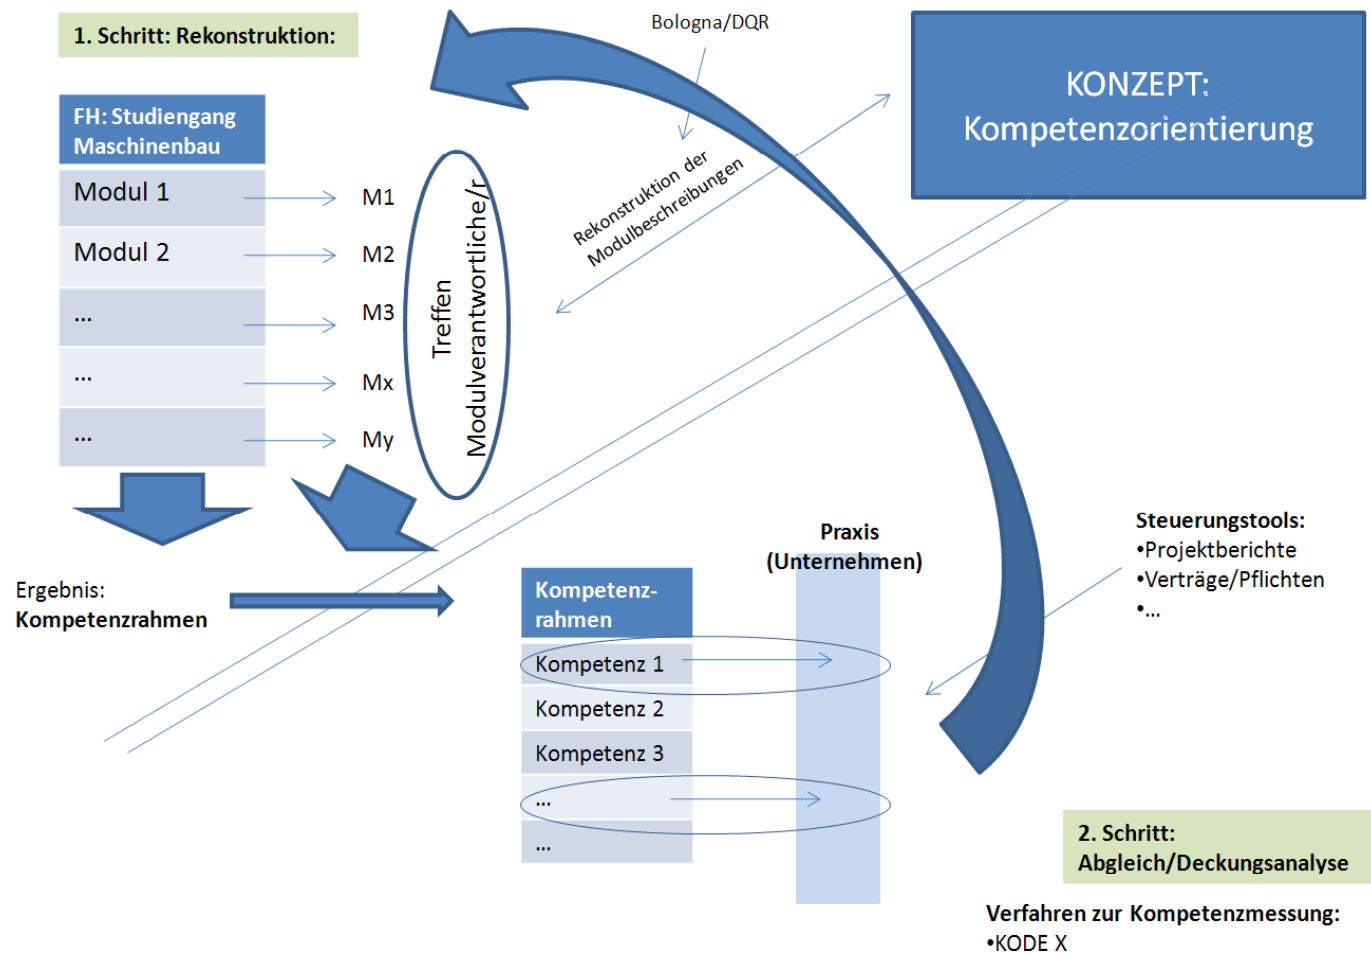 1. Schritt: Rekonstruktion:
Bologna/DQR
KONZEPT:
Kompetenzorientierung
FH: Studiengang
Maschinenbau
Modul 1
Modul 2
...
...
...
M1
M2
M3
Mx
My
Treffen
Modulverantwortliche/r
Rekonstruktion der
Modulbeschreibungen
Ergebnis:
Kompetenzrahmen
Kompetenz-
rahmen
Kompetenz 1
Kompetenz 2
Kompetenz 3
...
...
Praxis
(Unternehmen)
Steuerungstools:
•Projektberichte
•Verträge/Pflichten
•...
2. Schritt:
Abgleich/Deckungsanalyse
Verfahren zur Kompetenzmessung:
•KODE X